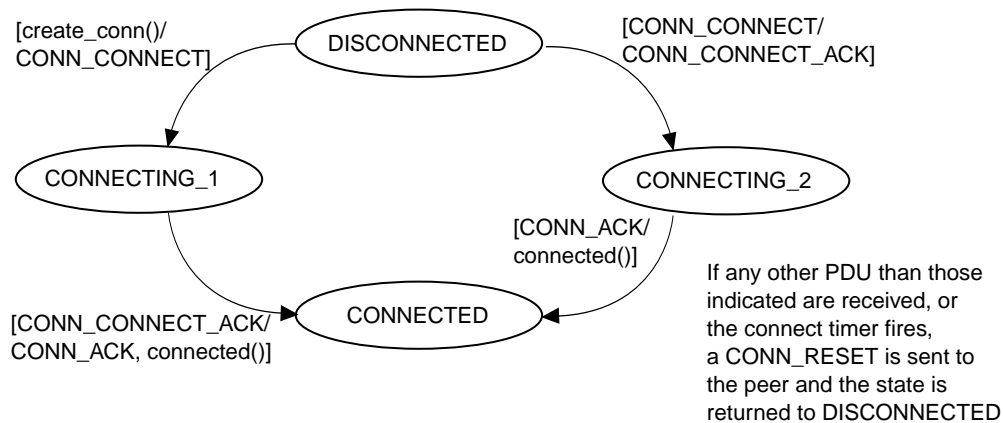 [create_conn()/
CONN_CONNECT]
DISCONNECTED
[CONN_CONNECT/
CONN_CONNECT_ACK]
CONNECTING_1
CONNECTING_2
[CONN_ACK/
connected()]
[CONN_CONNECT_ACK/
CONN_ACK, connected()]
CONNECTED
If any other PDU than those
indicated are received, or
the connect timer fires,
a CONN_RESET is sent to
the peer and the state is
returned to DISCONNECTED